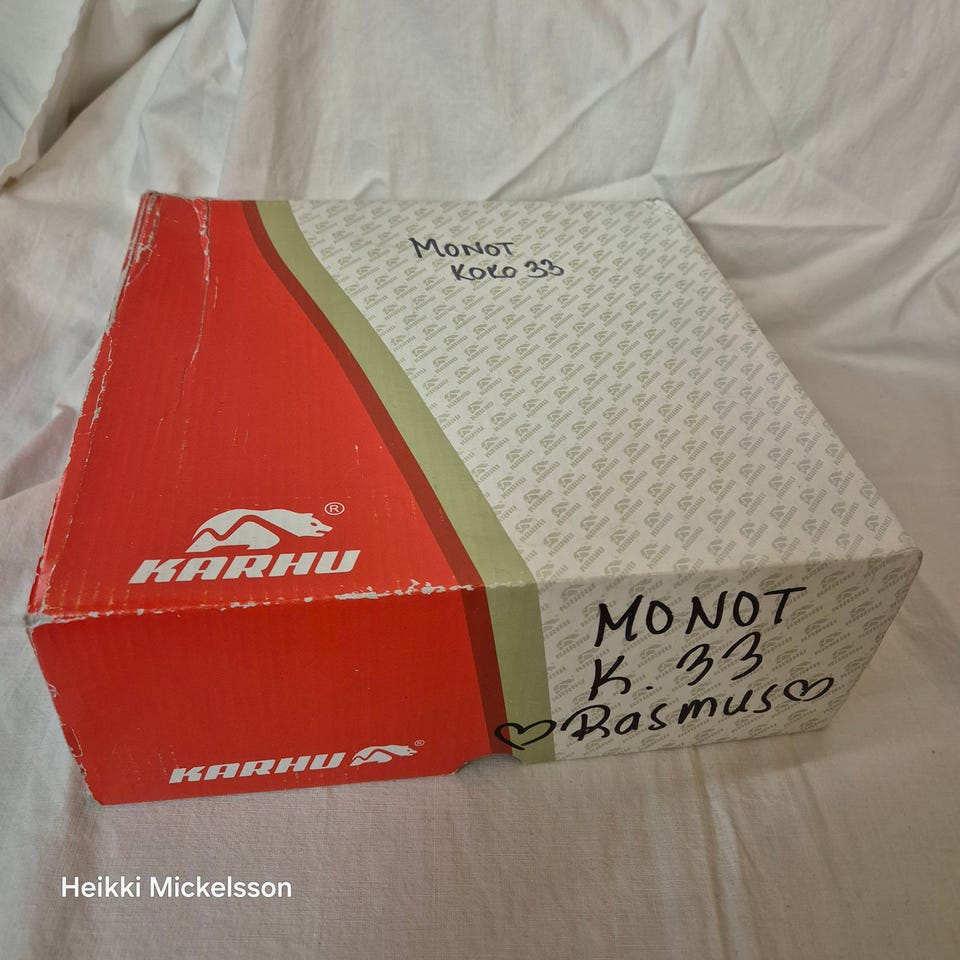 MONOT
KOKO 33
KARHU®
MONOT
K. 33
♡Rasmus♡
KARHU®
Heikki Mickelsson